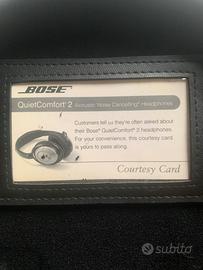 BOSE
QuietComfort 2 Acoustic Noise Cancelling® Headphones
Customers tell us they're often asked about
their Bose® QuietComfort® 2 headphones.
For your convenience, this courtesy card
is yours to pass along.
Courtesy Card
subito